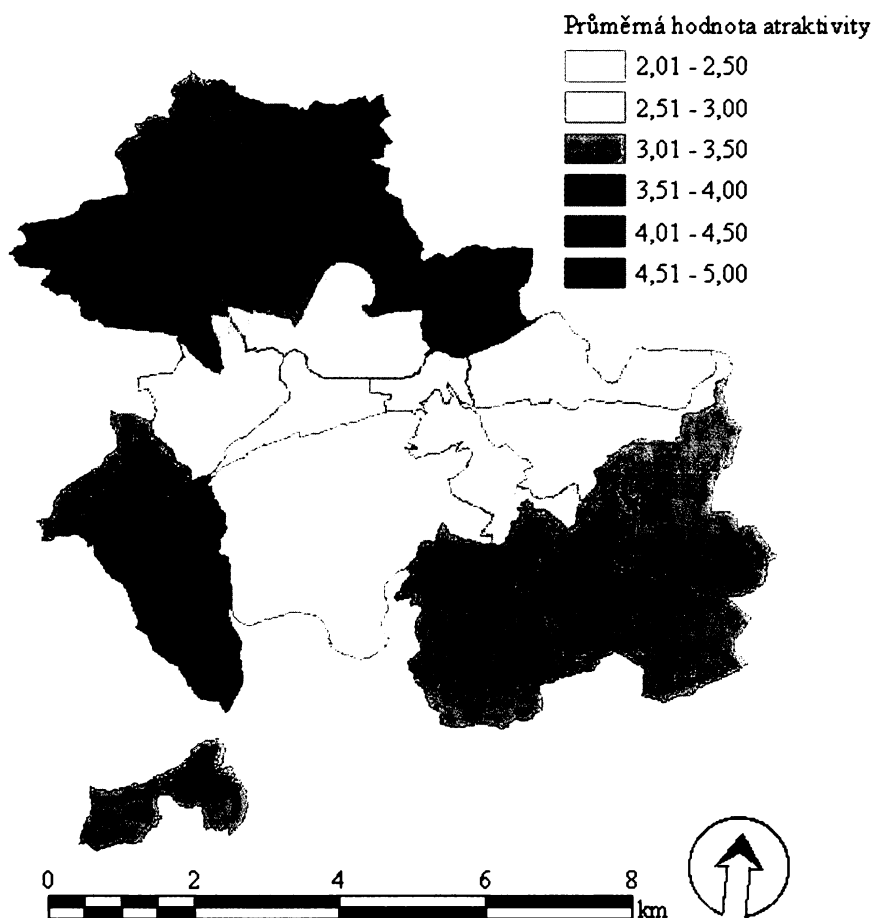 Průměrná hodnota atraktivity
2,01 - 2,50
2,51 - 3,00
3,01 - 3,50
3,51 - 4,00
4,01 - 4,50
4,51 - 5,00
0 2 4 6 8
km